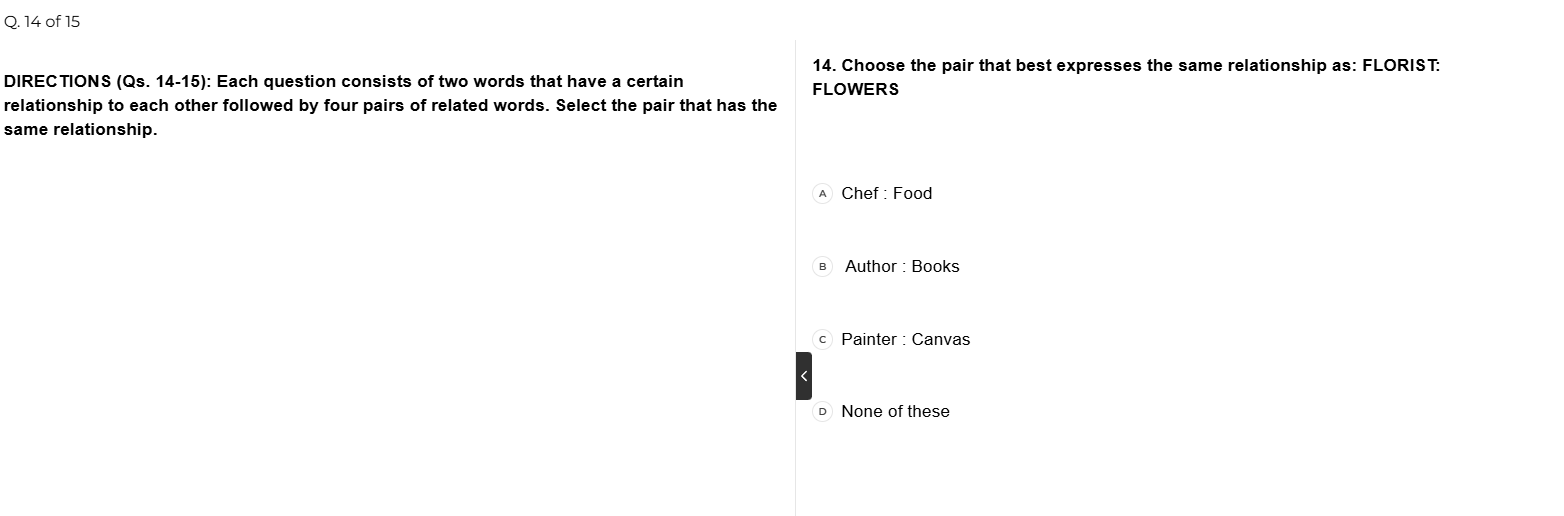 Q. 14 of 15
DIRECTIONS (Qs. 14-15): Each question consists of two words that have a certain
relationship to each other followed by four pairs of related words. Select the pair that has the
same relationship.
14. Choose the pair that best expresses the same relationship as: FLORIST:
FLOWERS
A Chef : Food
B Author : Books
C Painter : Canvas
D None of these